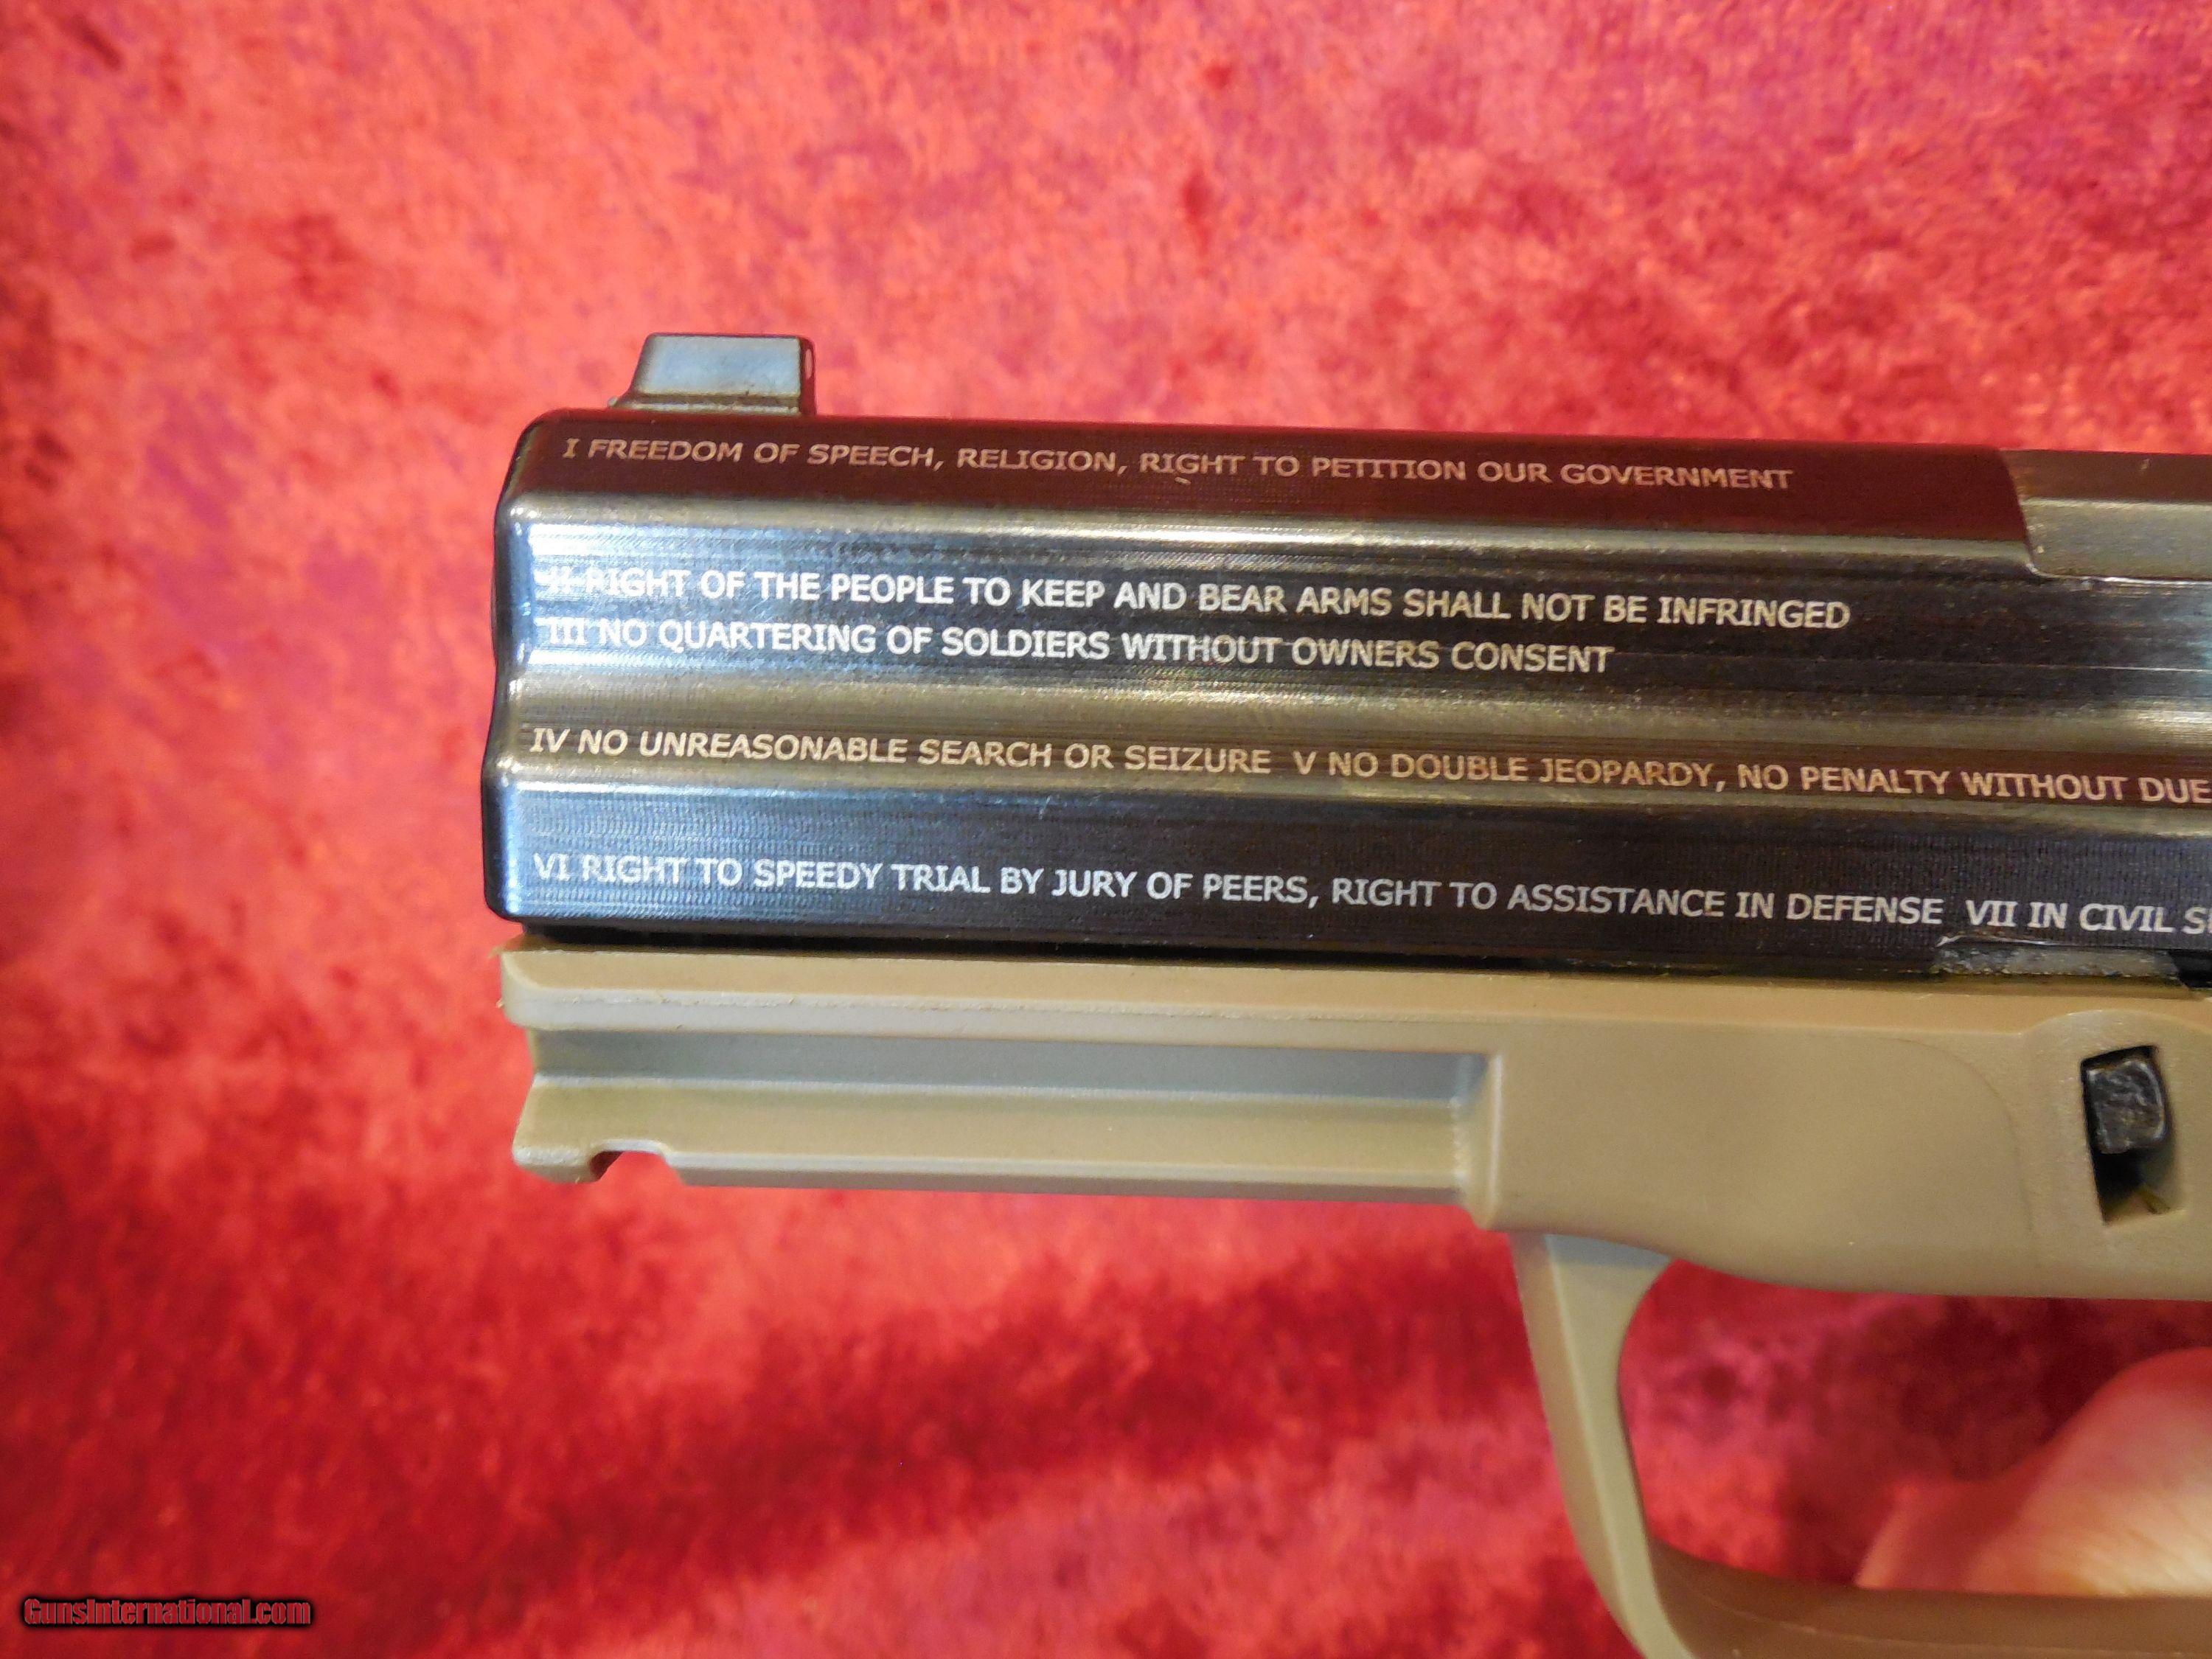 I FREEDOM OF SPEECH, RELIGION, RIGHT TO PETITION OUR GOVERNMENT
II RIGHT OF THE PEOPLE TO KEEP AND BEAR ARMS SHALL NOT BE INFRINGED
III NO QUARTERING OF SOLDIERS WITHOUT OWNERS CONSENT
IV NO UNREASONABLE SEARCH OR SEIZURE V NO DOUBLE JEOPARDY, NO PENALTY WITHOUT DUE
VI RIGHT TO SPEEDY TRIAL BY JURY OF PEERS, RIGHT TO ASSISTANCE IN DEFENSE VII IN CIVIL
GunsInternational.com